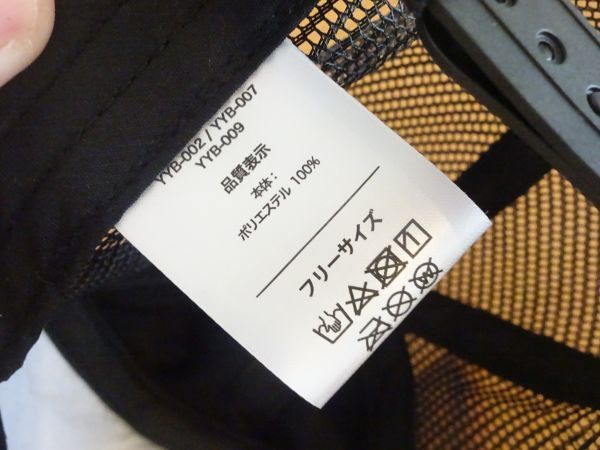 YYB-002 / YYB-007
YYB-009
品質表示
本体:
ポリエステル 100%
フリーサイズ